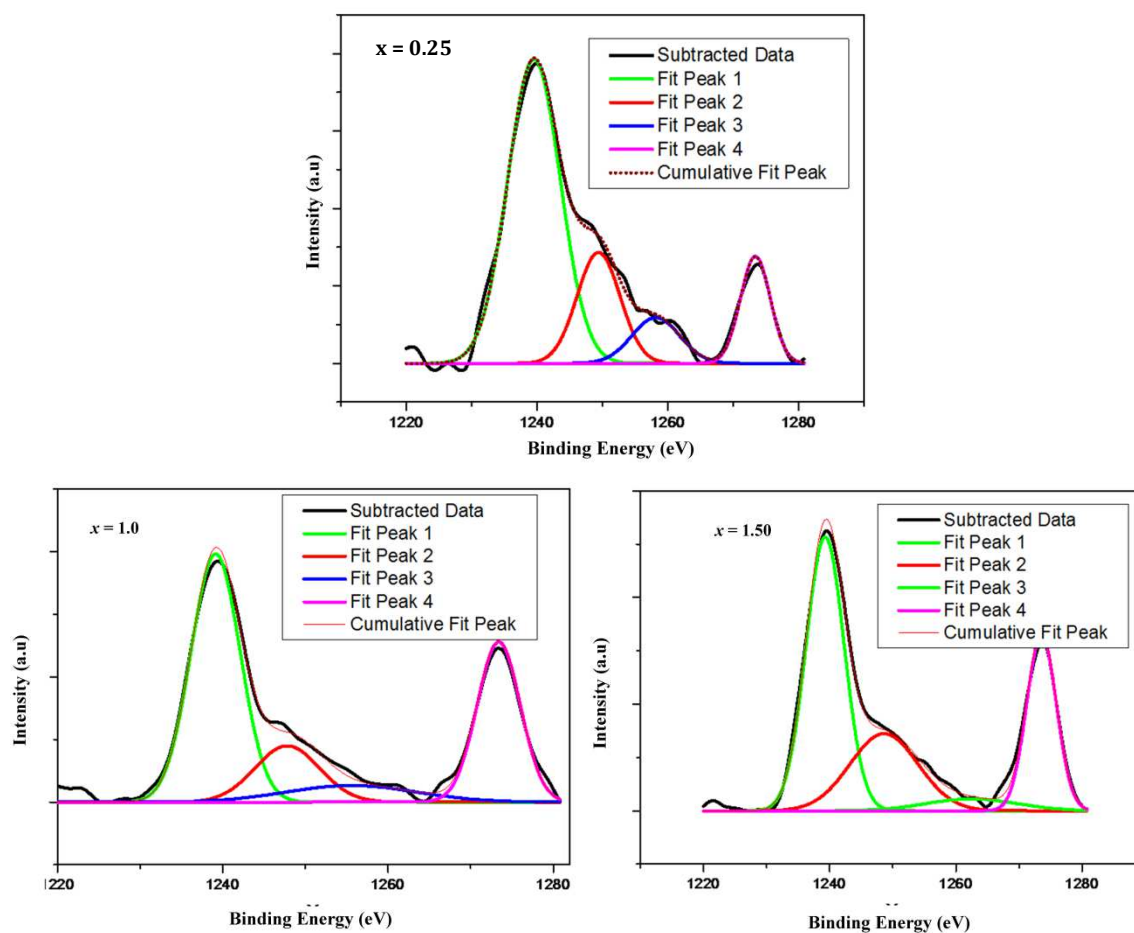 x = 0.25
Subtracted Data
Fit Peak 1
Fit Peak 2
Fit Peak 3
Fit Peak 4
Cumulative Fit Peak
Intensity (a.u)
1220 1240 1260 1280
Binding Energy (eV)
x = 1.0
Subtracted Data
Fit Peak 1
Fit Peak 2
Fit Peak 3
Fit Peak 4
Cumulative Fit Peak
Intensity (a.u)
1220 1240 1260 1280
Binding Energy (eV)
x = 1.50
Subtracted Data
Fit Peak 1
Fit Peak 2
Fit Peak 3
Fit Peak 4
Cumulative Fit Peak
Intensity (a.u)
1220 1240 1260 1280
Binding Energy (eV)